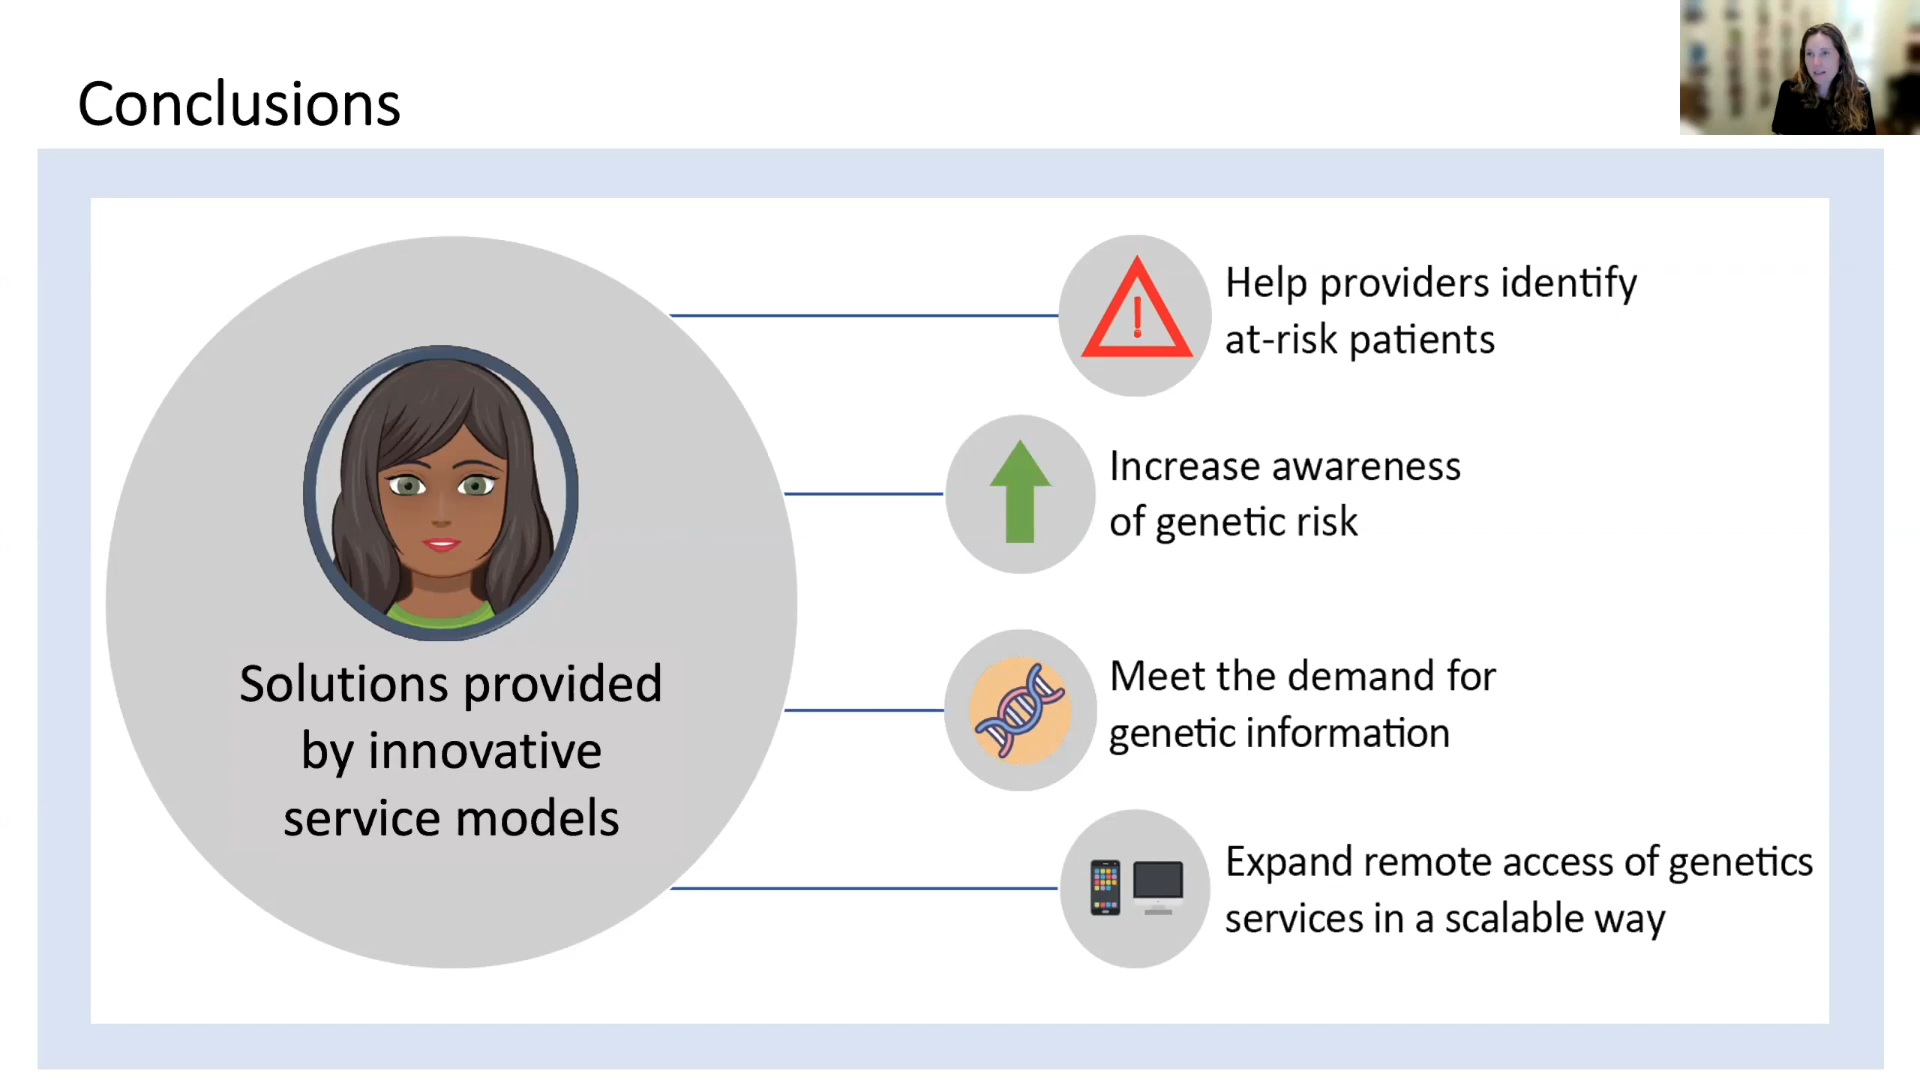 Conclusions
Solutions provided
by innovative
service models
Help providers identify
at-risk patients
Increase awareness
of genetic risk
Meet the demand for
genetic information
Expand remote access of genetics
services in a scalable way